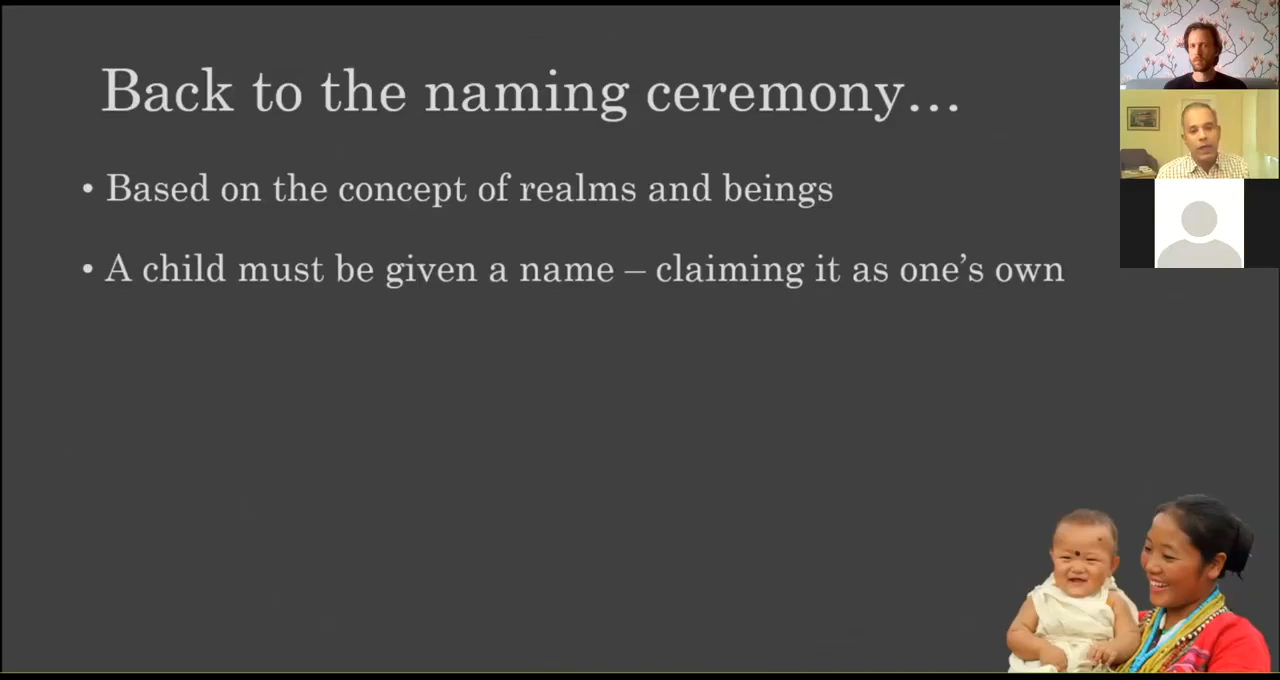 Back to the naming ceremony…
• Based on the concept of realms and beings
• A child must be given a name – claiming it as one’s own